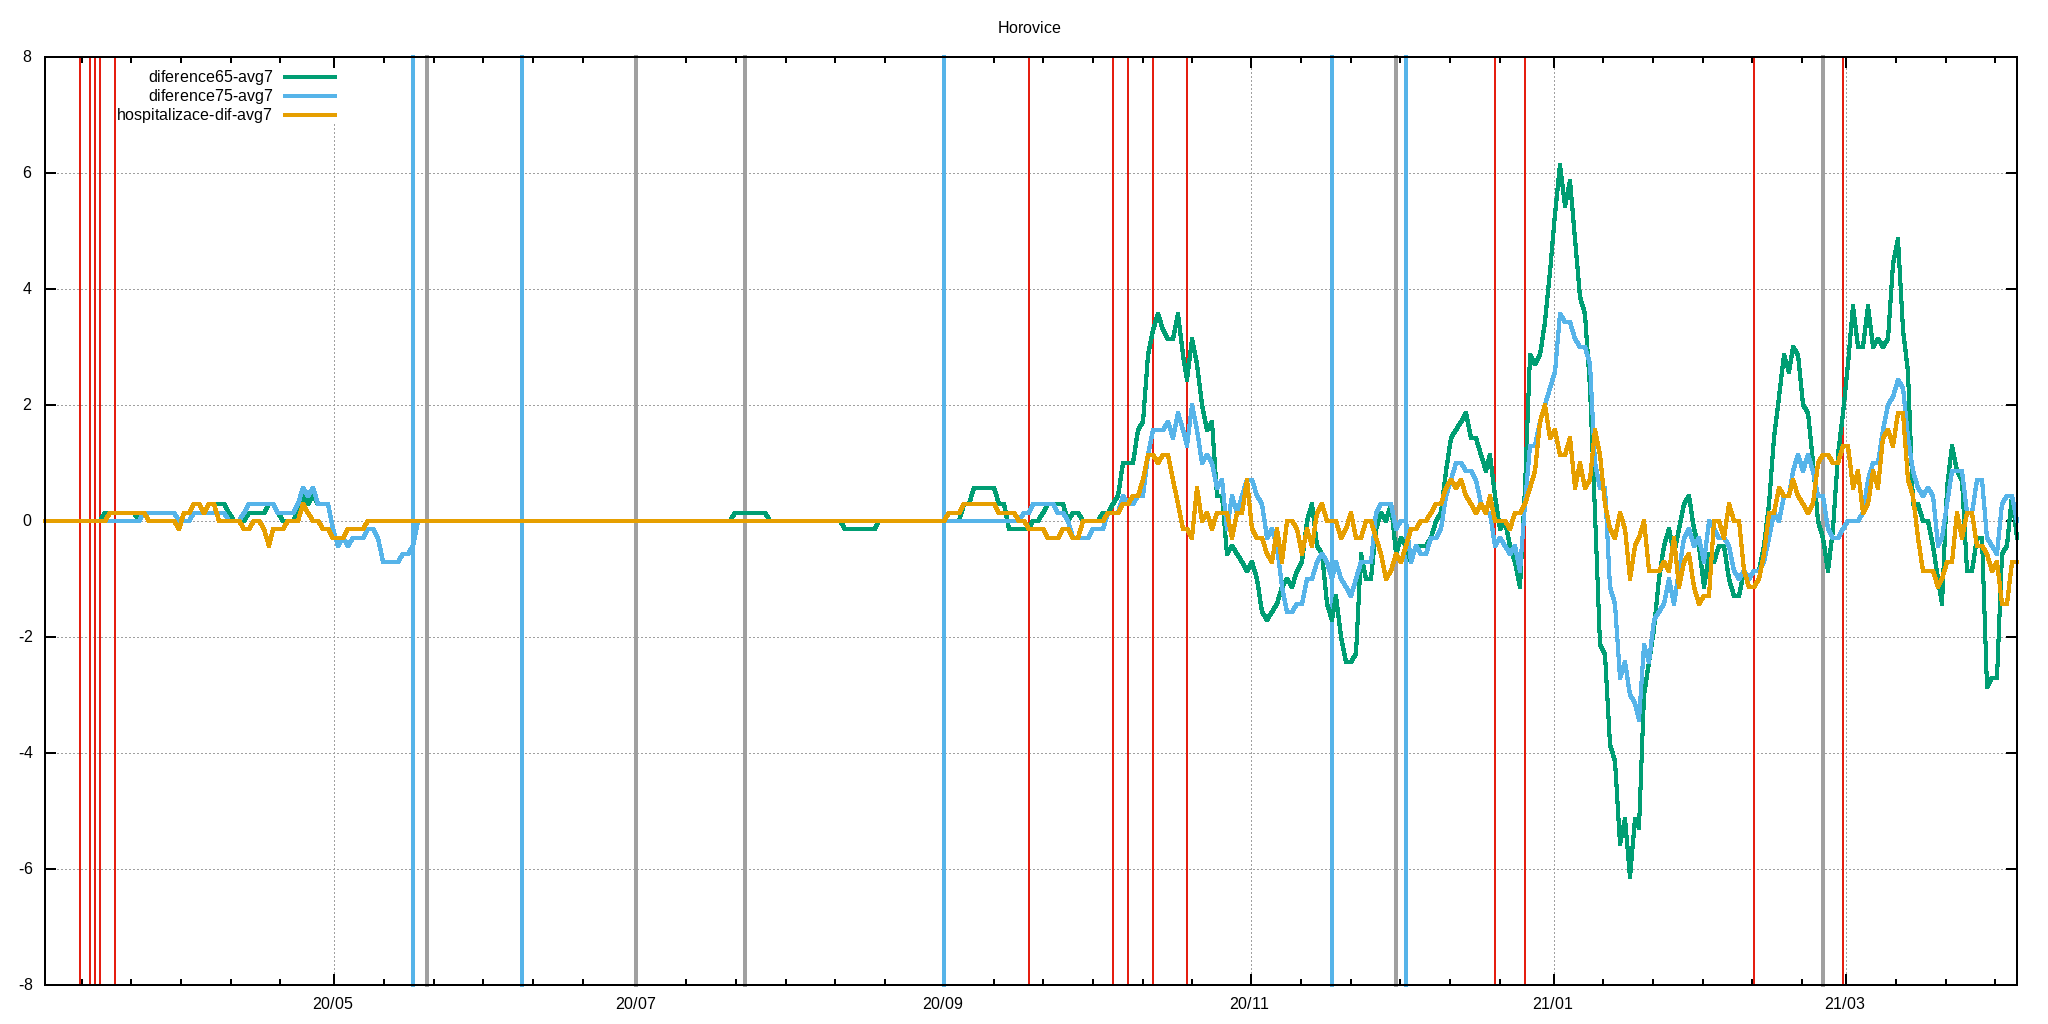 Horovice
8
diference65-avg7
diference75-avg7
hospitalizace-dif-avg7
6
4
2
0
-2
-4
-6
-8
20/05 20/07 20/09 20/11 21/01 21/03